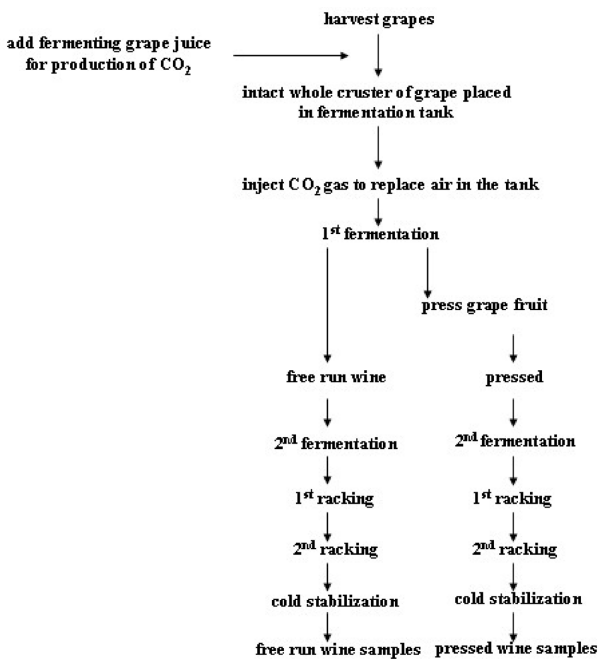 harvest grapes
add fermenting grape juice
for production of CO₂
intact whole cruster of grape placed
in fermentation tank
inject CO₂ gas to replace air in the tank
1ˢᵗ fermentation
press grape fruit
free run wine
pressed
2ⁿᵈ fermentation
2ⁿᵈ fermentation
1ˢᵗ racking
1ˢᵗ racking
2ⁿᵈ racking
2ⁿᵈ racking
cold stabilization
cold stabilization
free run wine samples
pressed wine samples